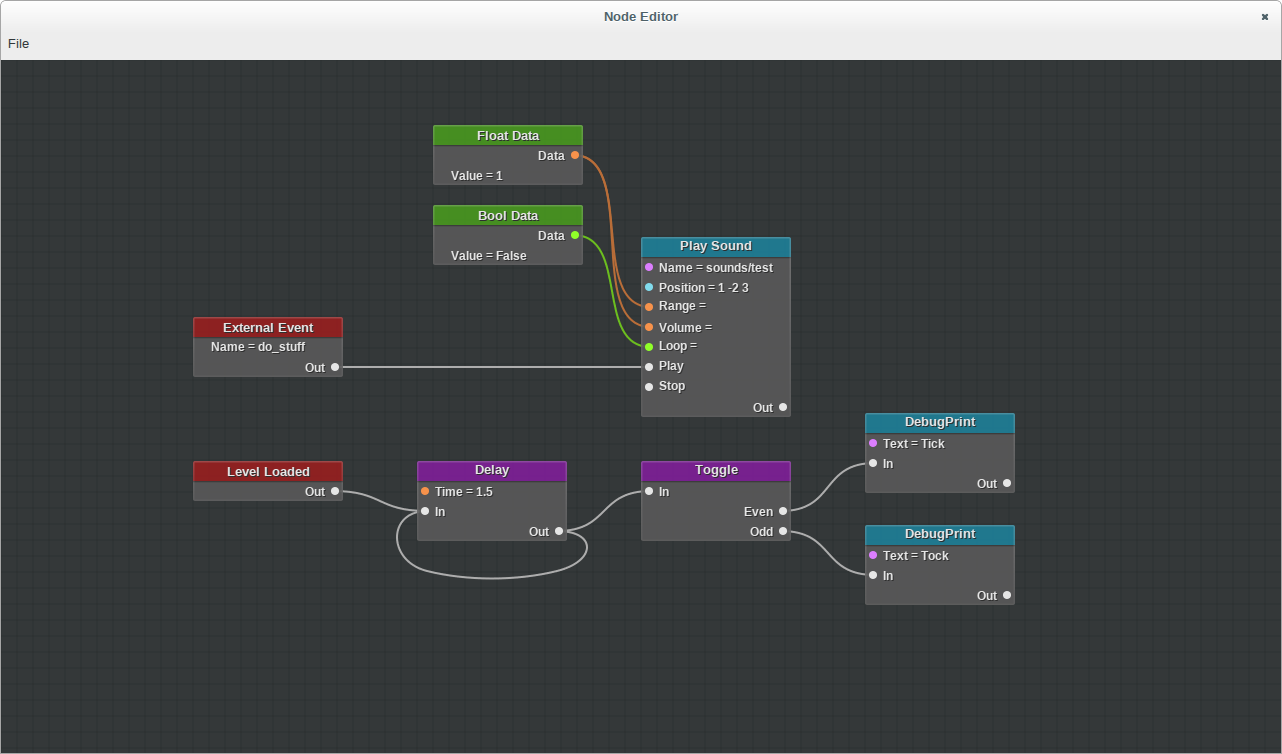 Node Editor
File
Float Data
Data
Value = 1
Bool Data
Data
Value = False
Play Sound
Name = sounds/test
Position = 1 -2 3
Range =
Volume =
Loop =
Play
Stop
Out
External Event
Name = do_stuff
Out
Level Loaded
Out
Delay
Time = 1.5
In
Out
Toggle
In
Even
Odd
DebugPrint
Text = Tick
In
Out
DebugPrint
Text = Tock
In
Out